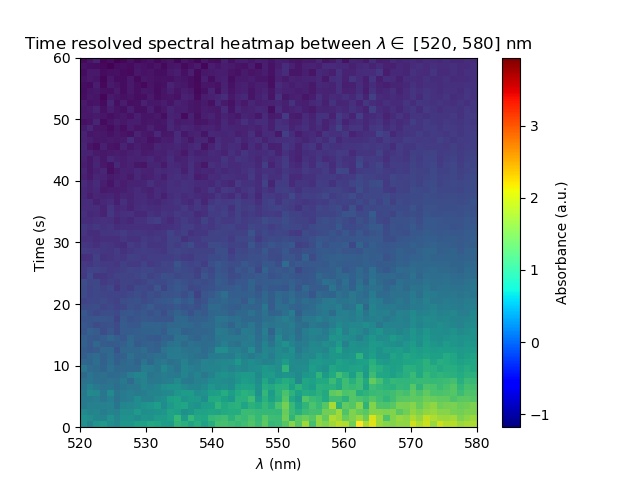 Time resolved spectral heatmap between λ ∈ [520, 580] nm
60
50
40
30
20
10
0
Time (s)
520 530 540 550 560 570 580
λ (nm)
3
2
1
0
−1
Absorbance (a.u.)